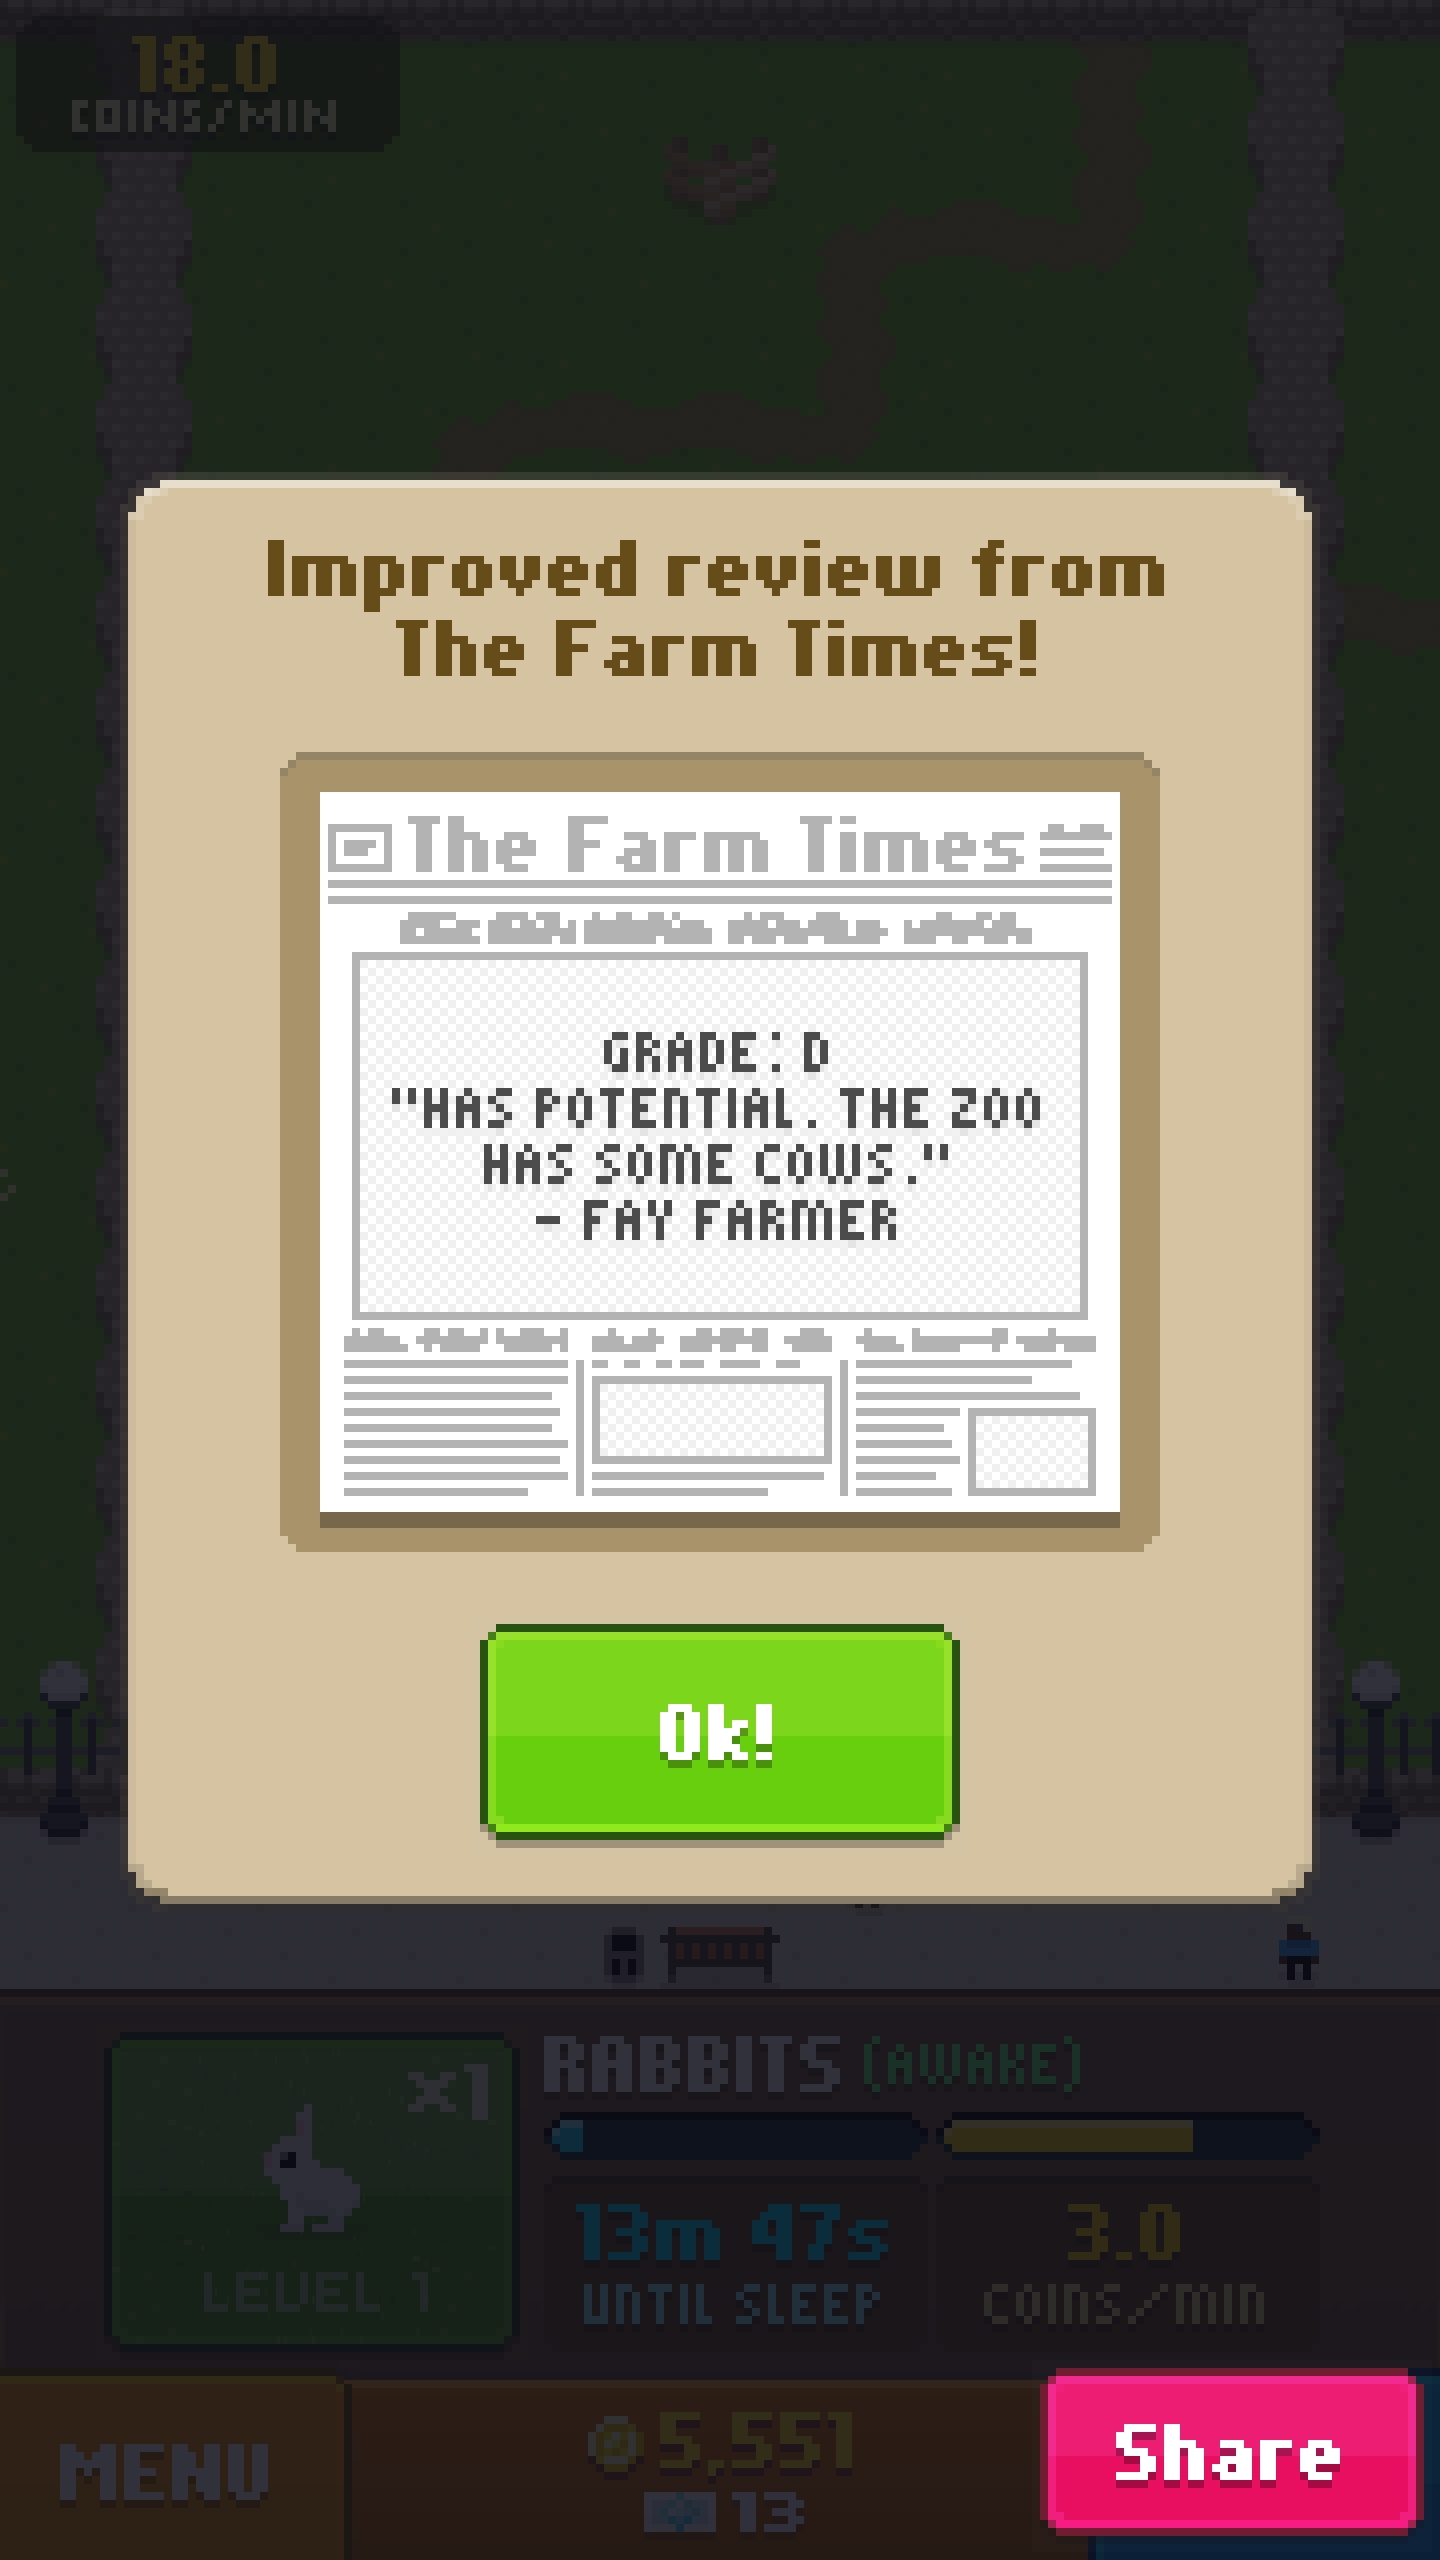 18.0
COINS/MIN
Improved review from
The Farm Times!
The Farm Times
GRADE: D
"HAS POTENTIAL. THE ZOO
HAS SOME COWS."
- FAY FARMER
Ok!
x1
LEVEL 1
RABBITS (AWAKE)
13m 47s
UNTIL SLEEP
3.0
COINS/MIN
MENU
5,551
13
Share